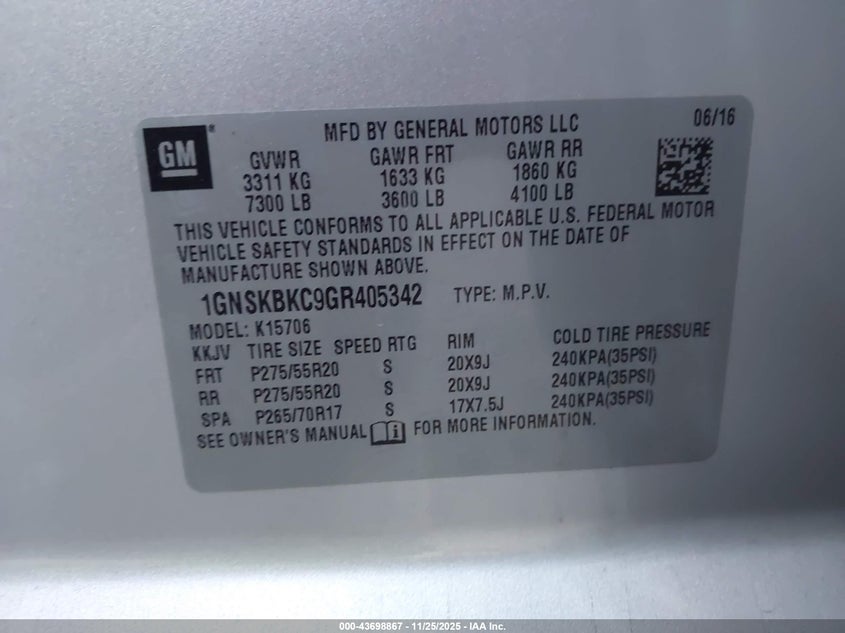 GM® MFD BY GENERAL MOTORS LLC 06/16
GVWR GAWR FRT GAWR RR
3311 KG 1633 KG 1860 KG
7300 LB 3600 LB 4100 LB
THIS VEHICLE CONFORMS TO ALL APPLICABLE U.S. FEDERAL MOTOR
VEHICLE SAFETY STANDARDS IN EFFECT ON THE DATE OF
MANUFACTURE SHOWN ABOVE.
1GNSKBKC9GR405342 TYPE: M.P.V.
MODEL: K15706
KKJV TIRE SIZE SPEED RTG RIM COLD TIRE PRESSURE
FRT P275/55R20 S 20X9J 240KPA(35PSI)
RR P275/55R20 S 20X9J 240KPA(35PSI)
SPA P265/70R17 S 17X7.5J 240KPA(35PSI)
SEE OWNER'S MANUAL i FOR MORE INFORMATION.
000-43698867 - 11/25/2025 - IAA Inc.